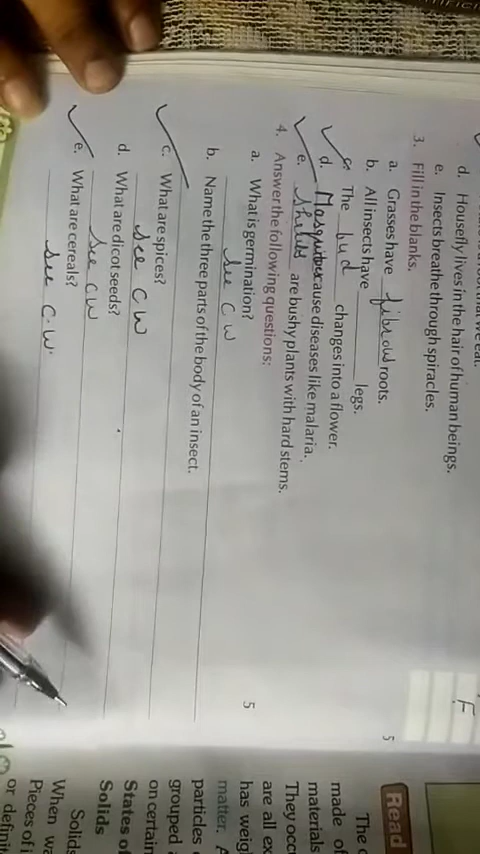 d. Housefly lives in the hair of human beings.
F
e. Insects breathe through spiracles.
3. Fill in the blanks.
5
a. Grasses have fibrow roots.
b. All insects have ____ legs.
c. The bud changes into a flower.
d. Mosquitoes cause diseases like malaria.
e. are bushy plants with hard stems.
4. Answer the following questions:
5
a. What is germination?
See C W
b. Name the three parts of the body of an insect.
c. What are spices?
See C W
d. What are dicot seeds?
See C W
e. What are cereals?
See C.W.
Read
made of
materials
They occ
are all ex
has weig
matter. A
particles
grouped
on certain
States of
Solids
Solids
When wa
Pieces of i
or definit